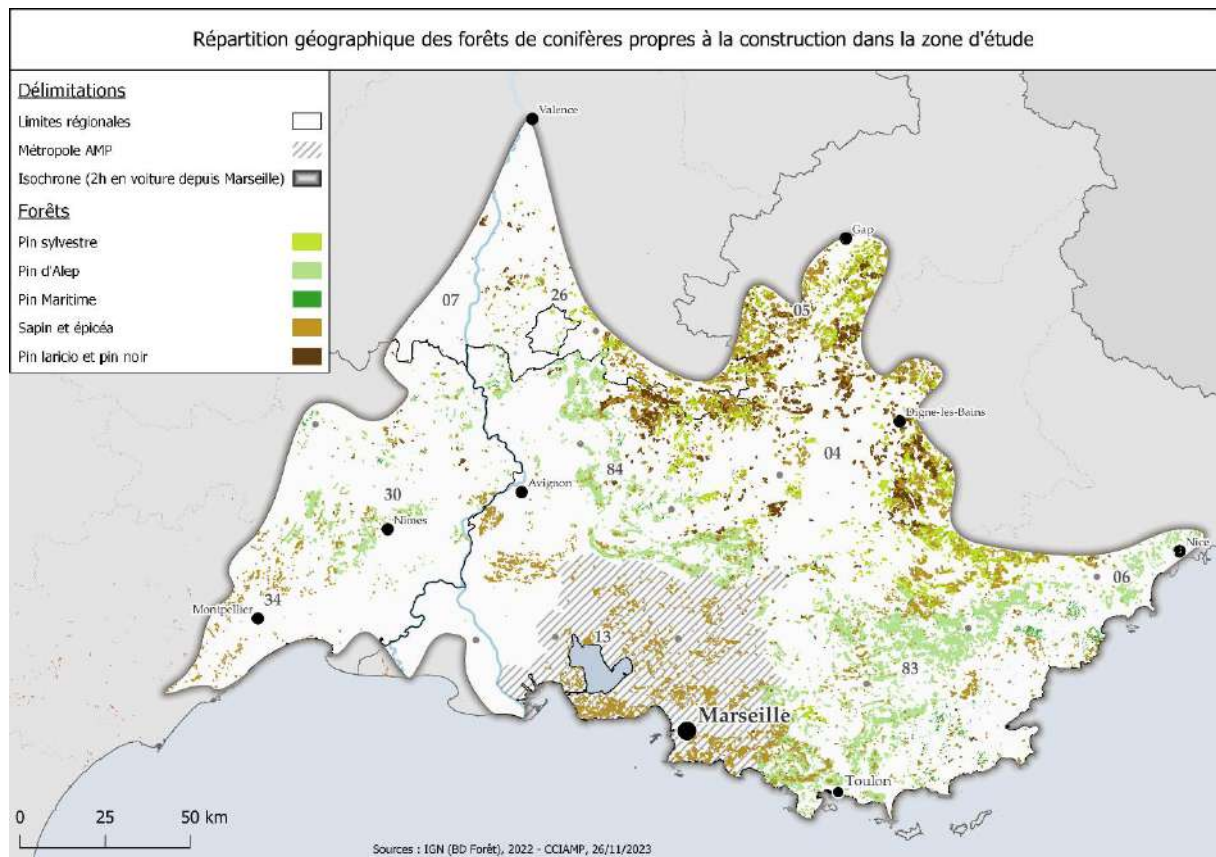 Répartition géographique des forêts de conifères propres à la construction dans la zone d'étude
Délimitations
Limites régionales
Métropole AMP
Isochrone (2h en voiture depuis Marseille)
Forêts
Pin sylvestre
Pin d'Alep
Pin Maritime
Sapin et épicéa
Pin laricio et pin noir
Valence
Gap
07
26
05
Digne-les-Bains
84
04
Avignon
30
Nîmes
Nice
06
34
Montpellier
13
83
Marseille
Toulon
0 25 50 km
Sources : IGN (BD Forêt), 2022 - CCIAMP, 26/11/2023